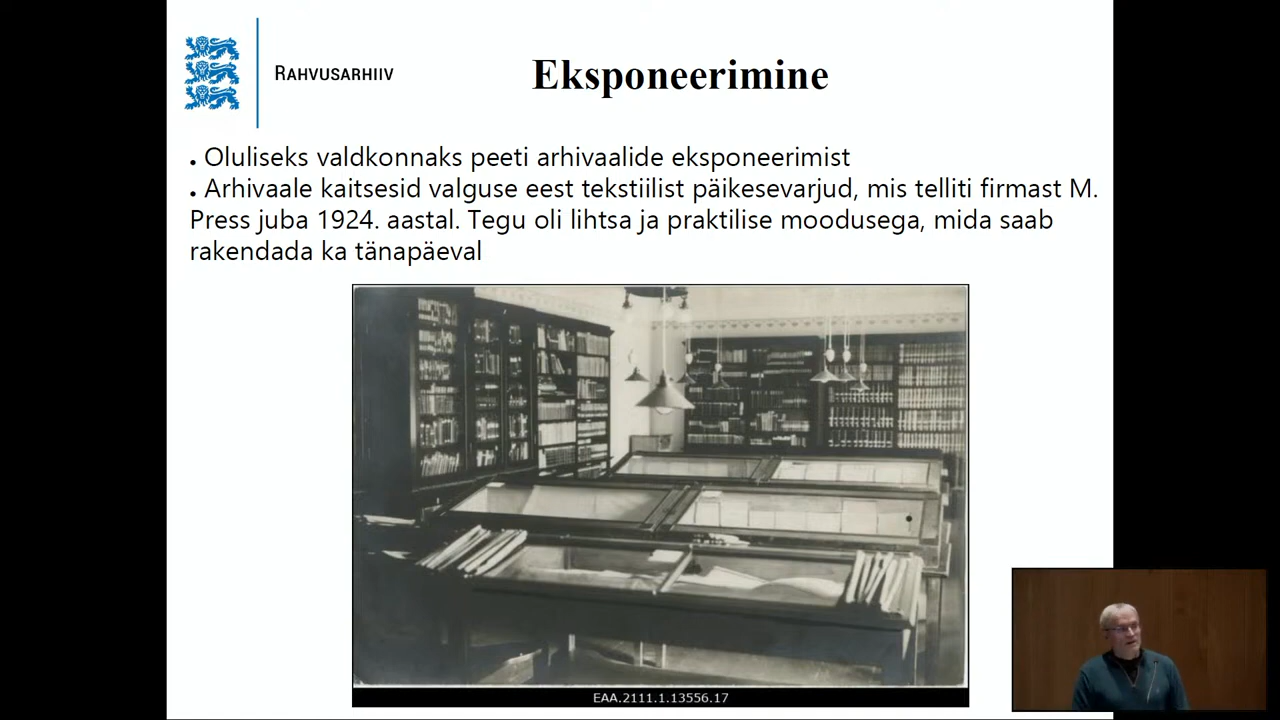 RAHVUSARHIIV
Eksponeerimine
. Oluliseks valdkonnaks peeti arhivaalide eksponeerimist
. Arhivaale kaitsesid valguse eest tekstiilist päikesevarjud, mis telliti firmast M.
Press juba 1924. aastal. Tegu oli lihtsa ja praktilise moodusega, mida saab
rakendada ka tänapäeval
EAA.2111.1.13556.17